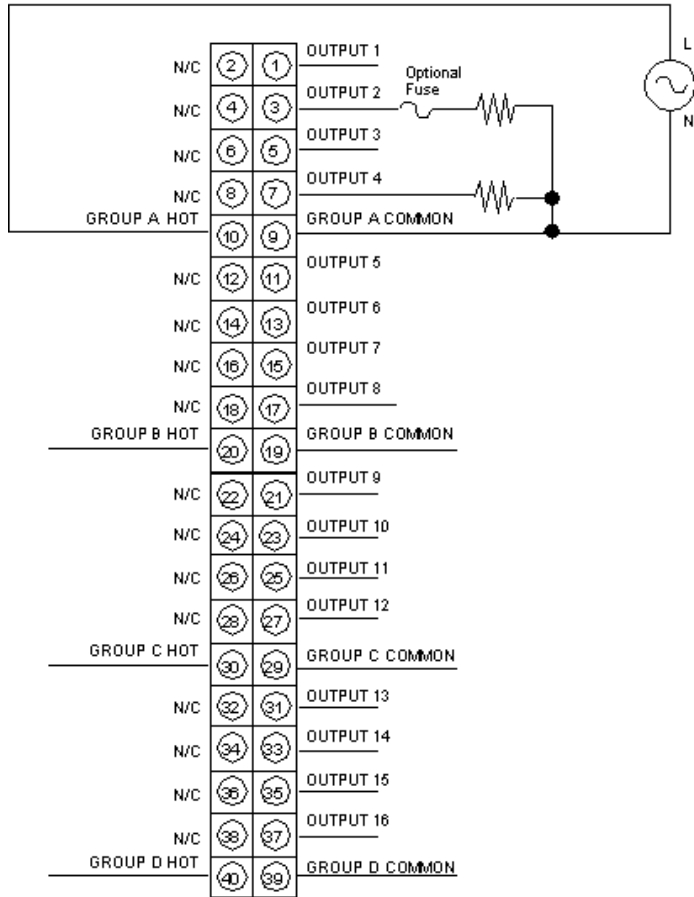 L
N/C 2 1 OUTPUT 1
Optional
Fuse
N/C 4 3 OUTPUT 2
N
N/C 6 5 OUTPUT 3
N/C 8 7 OUTPUT 4
GROUP A HOT 10 9 GROUP A COMMON
N/C 12 11 OUTPUT 5
N/C 14 13 OUTPUT 6
N/C 16 15 OUTPUT 7
N/C 18 17 OUTPUT 8
GROUP B HOT 20 19 GROUP B COMMON
N/C 22 21 OUTPUT 9
N/C 24 23 OUTPUT 10
N/C 26 25 OUTPUT 11
N/C 28 27 OUTPUT 12
GROUP C HOT 30 29 GROUP C COMMON
N/C 32 31 OUTPUT 13
N/C 34 33 OUTPUT 14
N/C 36 35 OUTPUT 15
N/C 38 37 OUTPUT 16
GROUP D HOT 40 39 GROUP D COMMON